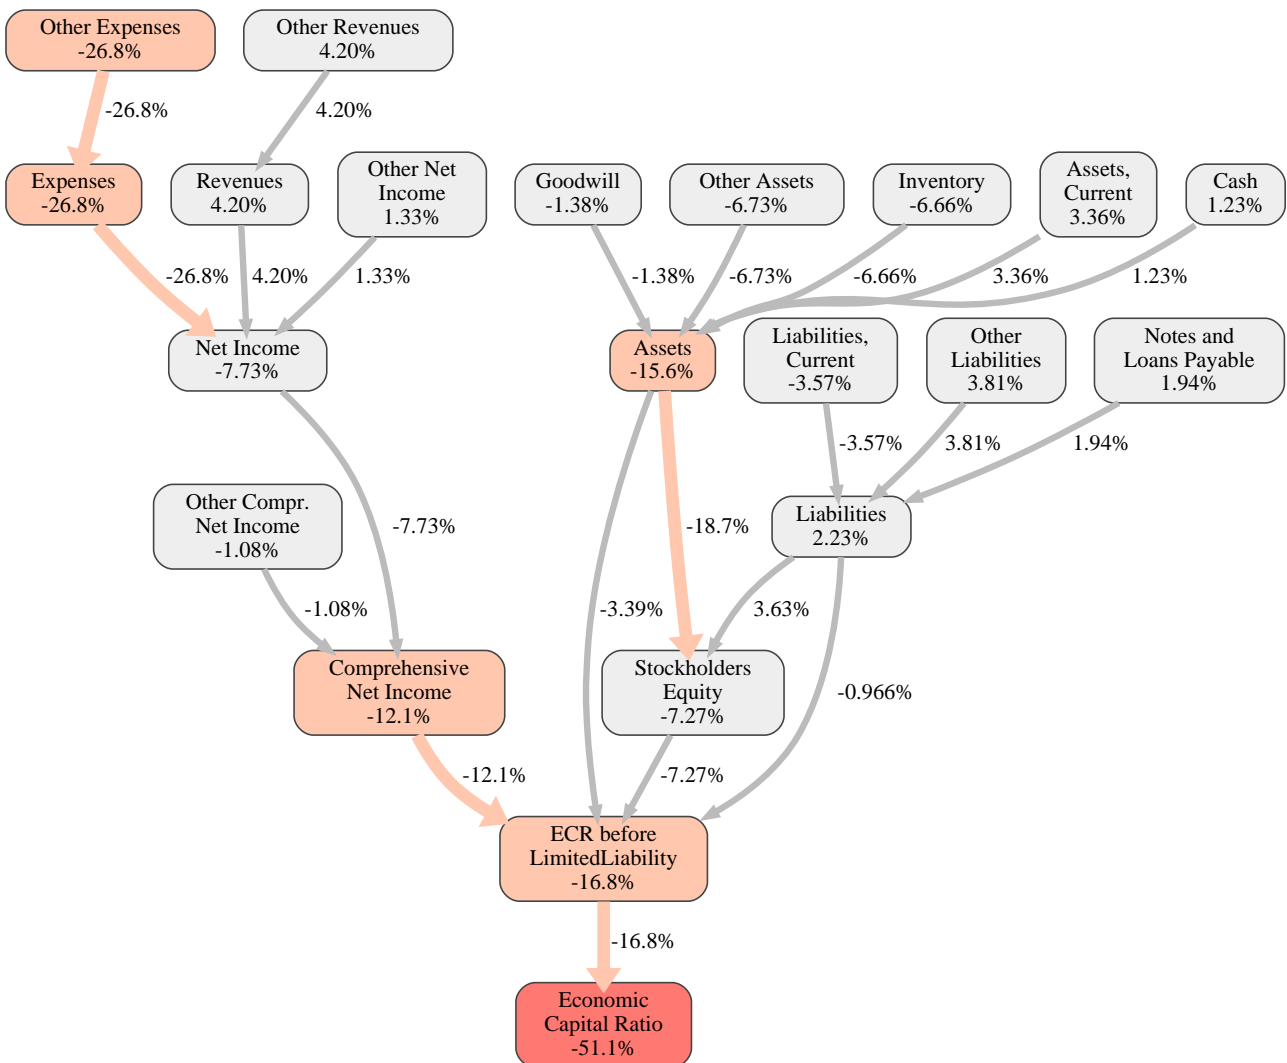 Other Expenses
-26.8%
Other Revenues
4.20%
-26.8%
4.20%
Expenses
-26.8%
Revenues
4.20%
Other Net
Income
1.33%
Goodwill
-1.38%
Other Assets
-6.73%
Inventory
-6.66%
Assets,
Current
3.36%
Cash
1.23%
-26.8%
4.20%
1.33%
-1.38%
-6.73%
-6.66%
3.36%
1.23%
Net Income
-7.73%
Assets
-15.6%
Liabilities,
Current
-3.57%
Other
Liabilities
3.81%
Notes and
Loans Payable
1.94%
-3.57%
3.81%
1.94%
Other Compr.
Net Income
-1.08%
-7.73%
-18.7%
Liabilities
2.23%
-1.08%
-3.39%
3.63%
Comprehensive
Net Income
-12.1%
Stockholders
Equity
-7.27%
-0.966%
-12.1%
-7.27%
ECR before
LimitedLiability
-16.8%
-16.8%
Economic
Capital Ratio
-51.1%